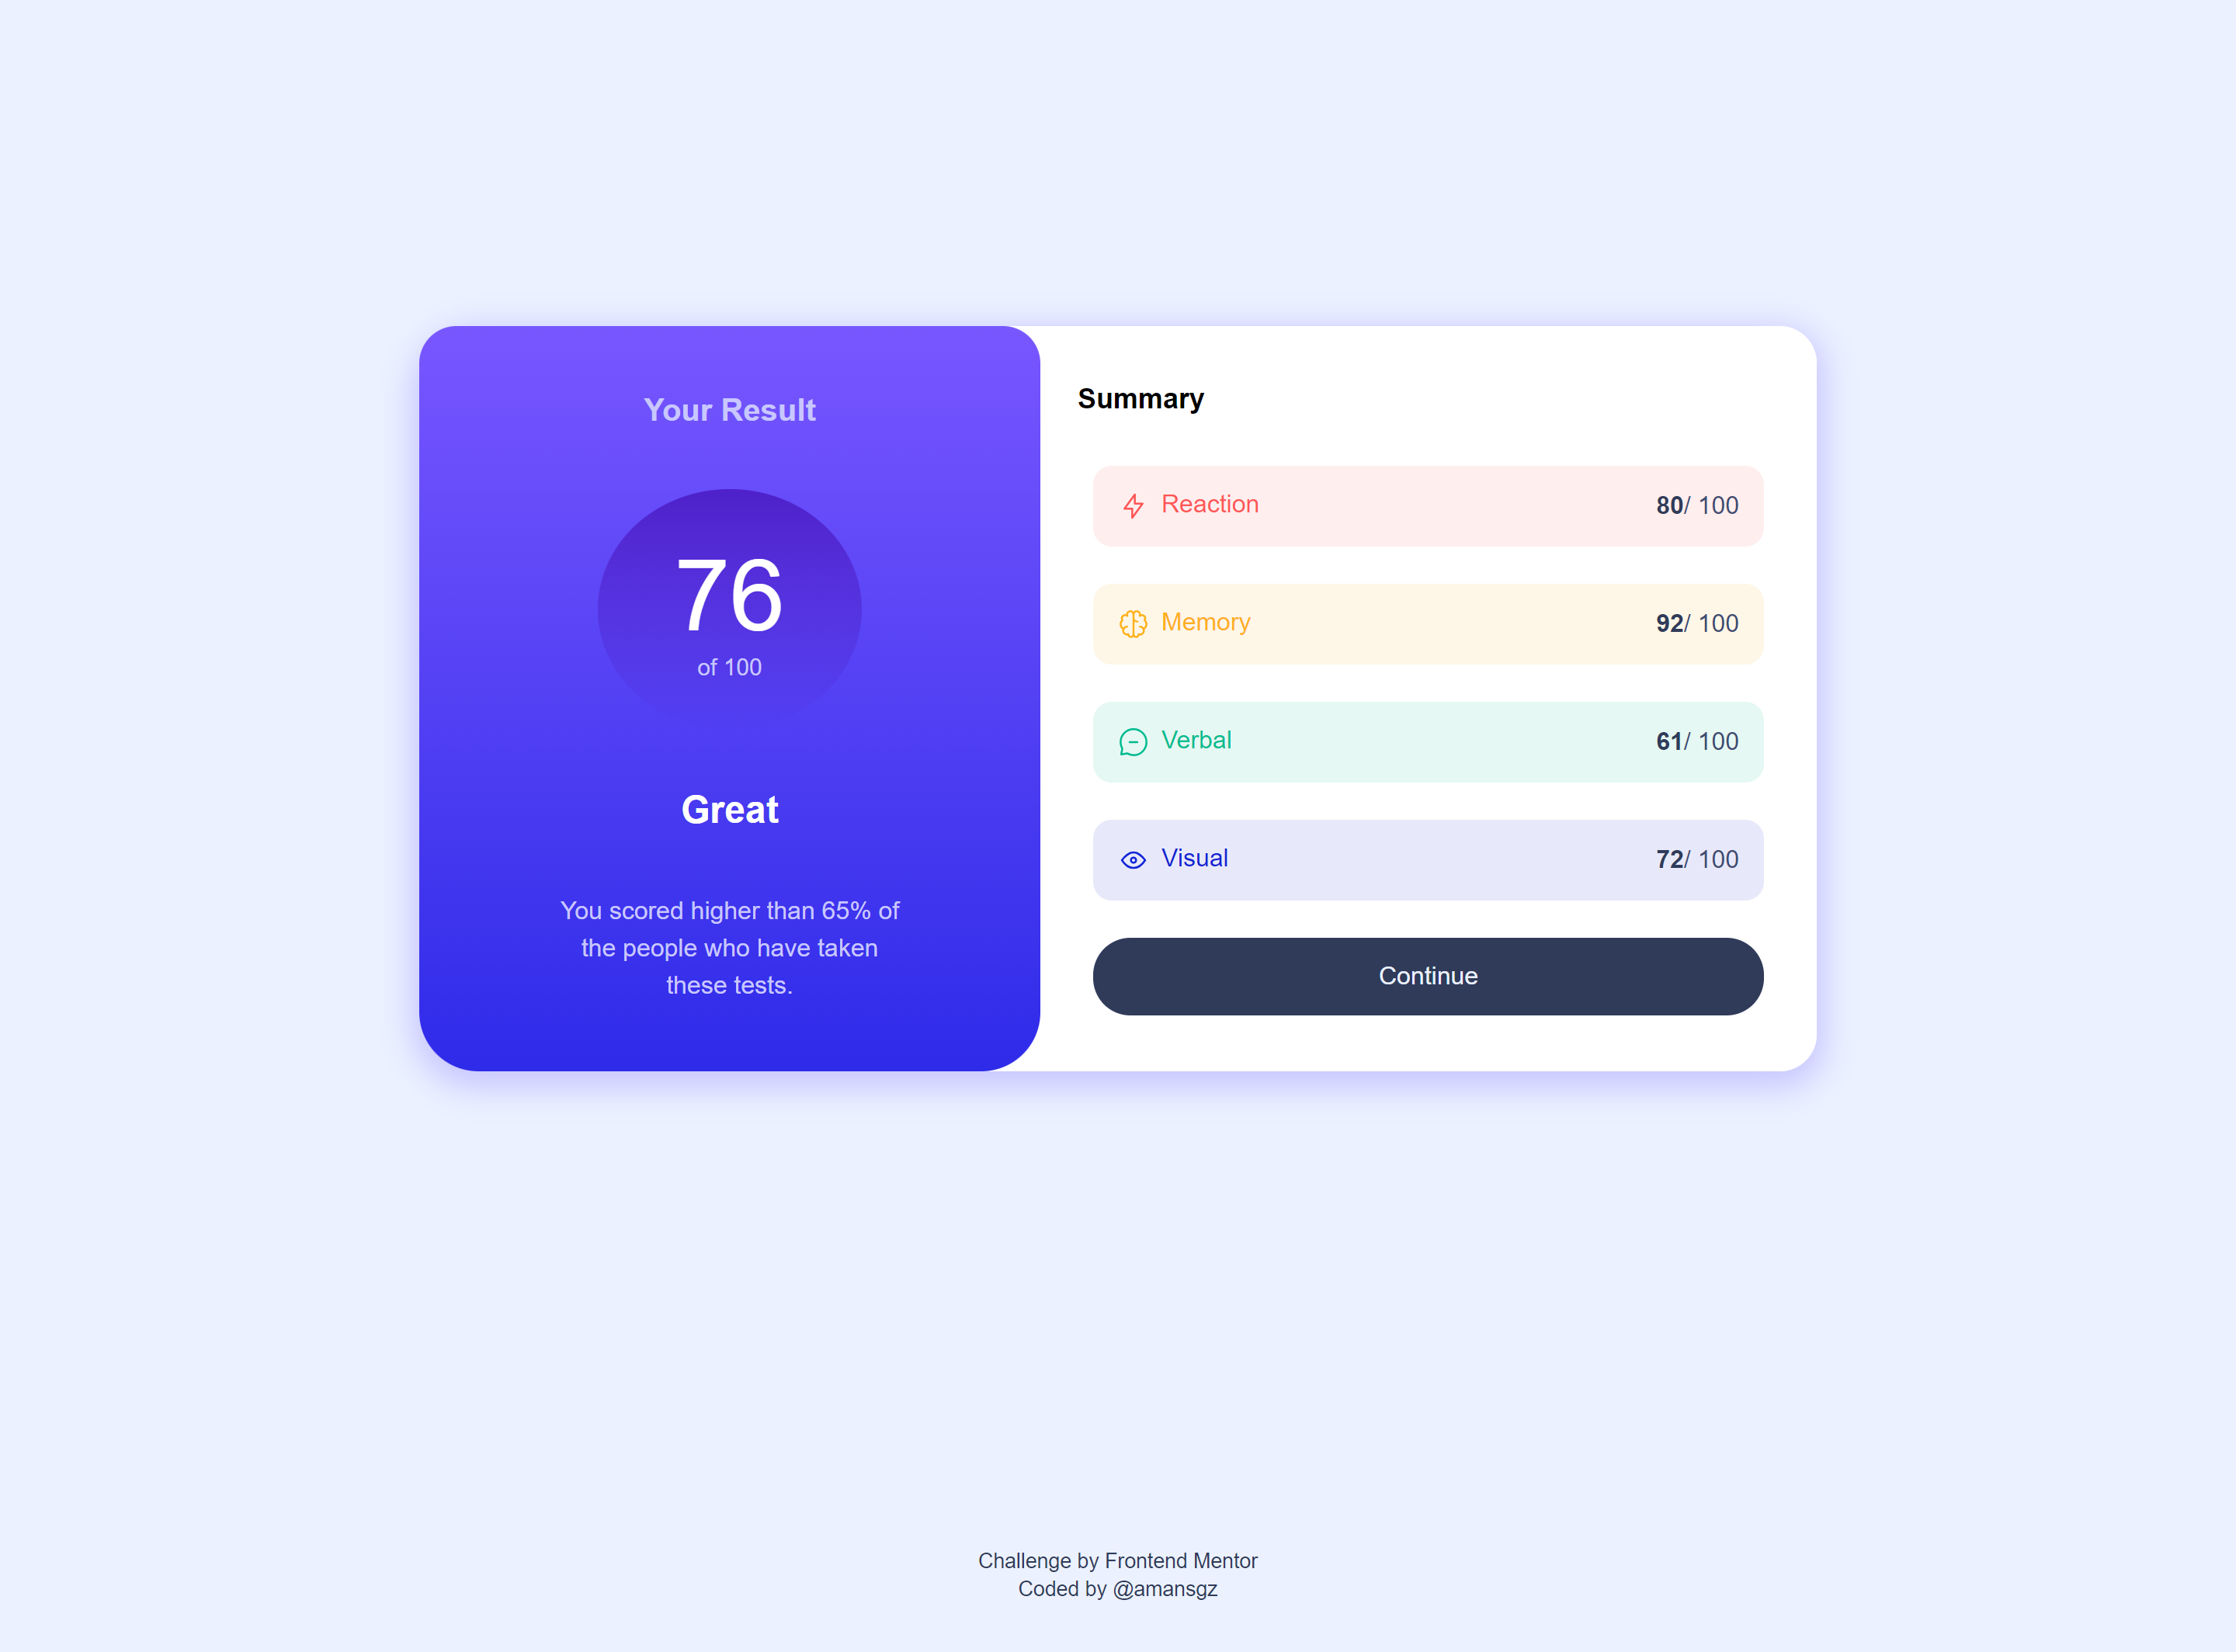 Your Result
76
of 100
Great
You scored higher than 65% of
the people who have taken
these tests.
Summary
Reaction 80/ 100
Memory 92/ 100
Verbal 61/ 100
Visual 72/ 100
Continue
Challenge by Frontend Mentor
Coded by @amansgz